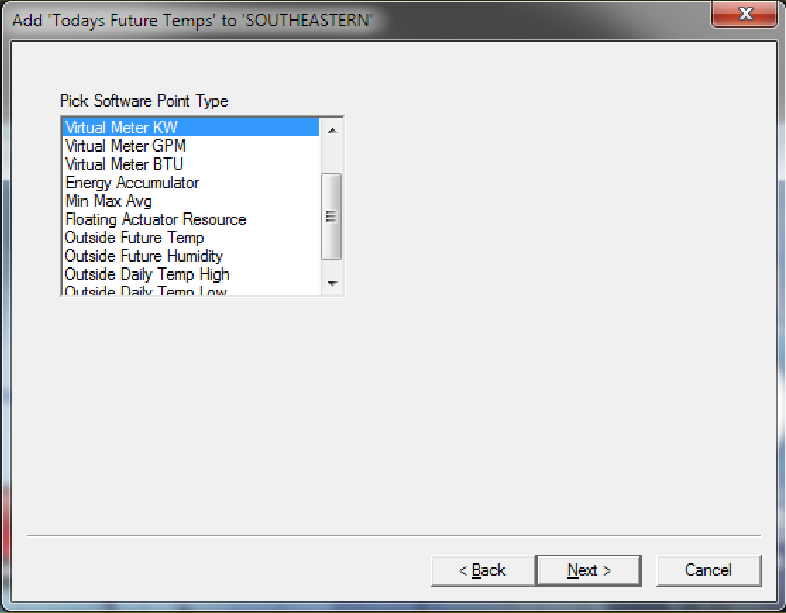 Add 'Todays Future Temps' to 'SOUTHEASTERN'
Pick Software Point Type
Virtual Meter KW
Virtual Meter GPM
Virtual Meter BTU
Energy Accumulator
Min Max Avg
Floating Actuator Resource
Outside Future Temp
Outside Future Humidity
Outside Daily Temp High
Outside Daily Temp Low
< Back
Next >
Cancel